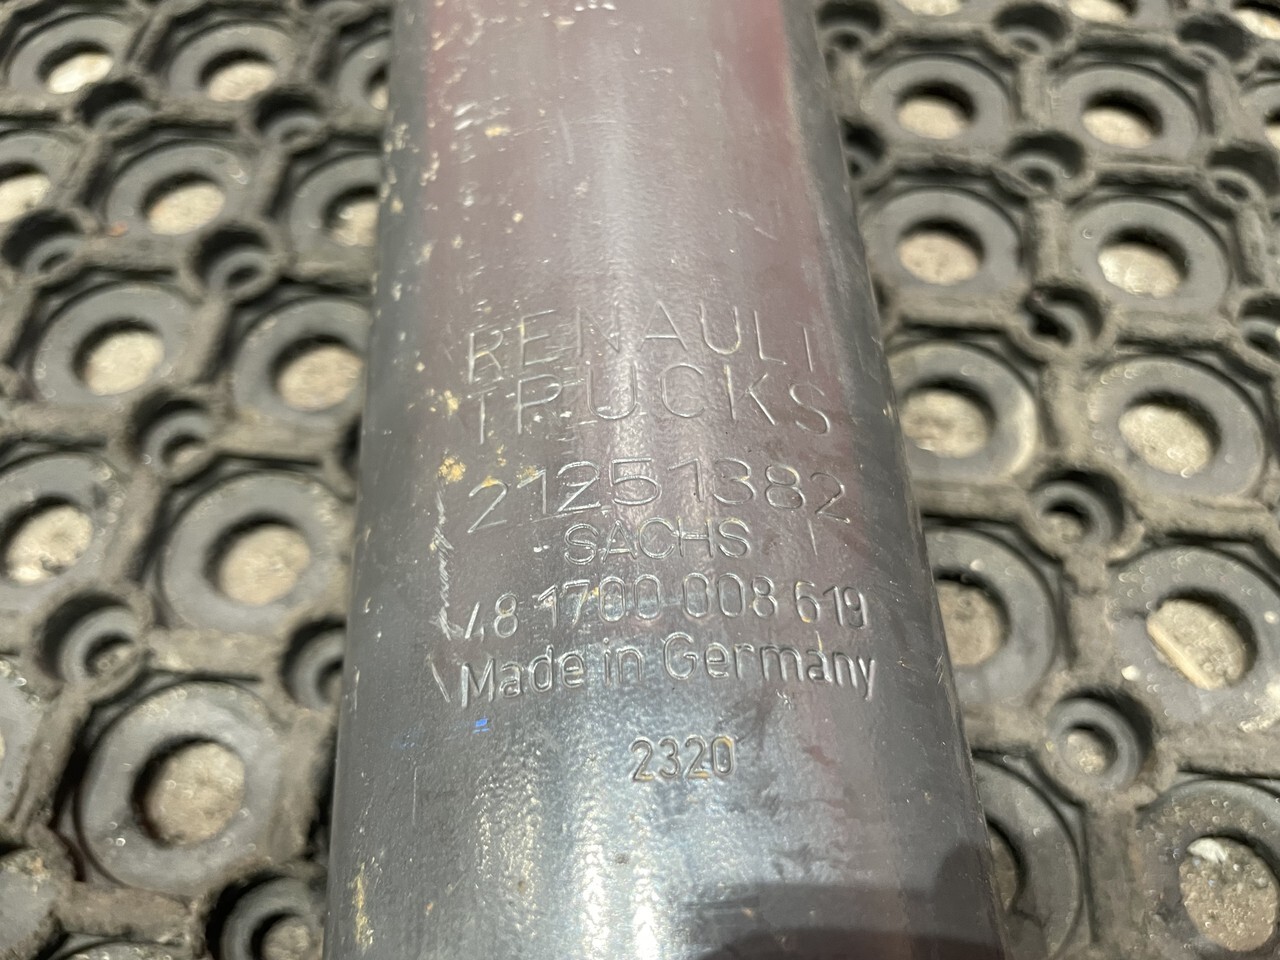 RENAULT
TRUCKS
21251382
SACHS
48 1700 008 619
Made in Germany
2320